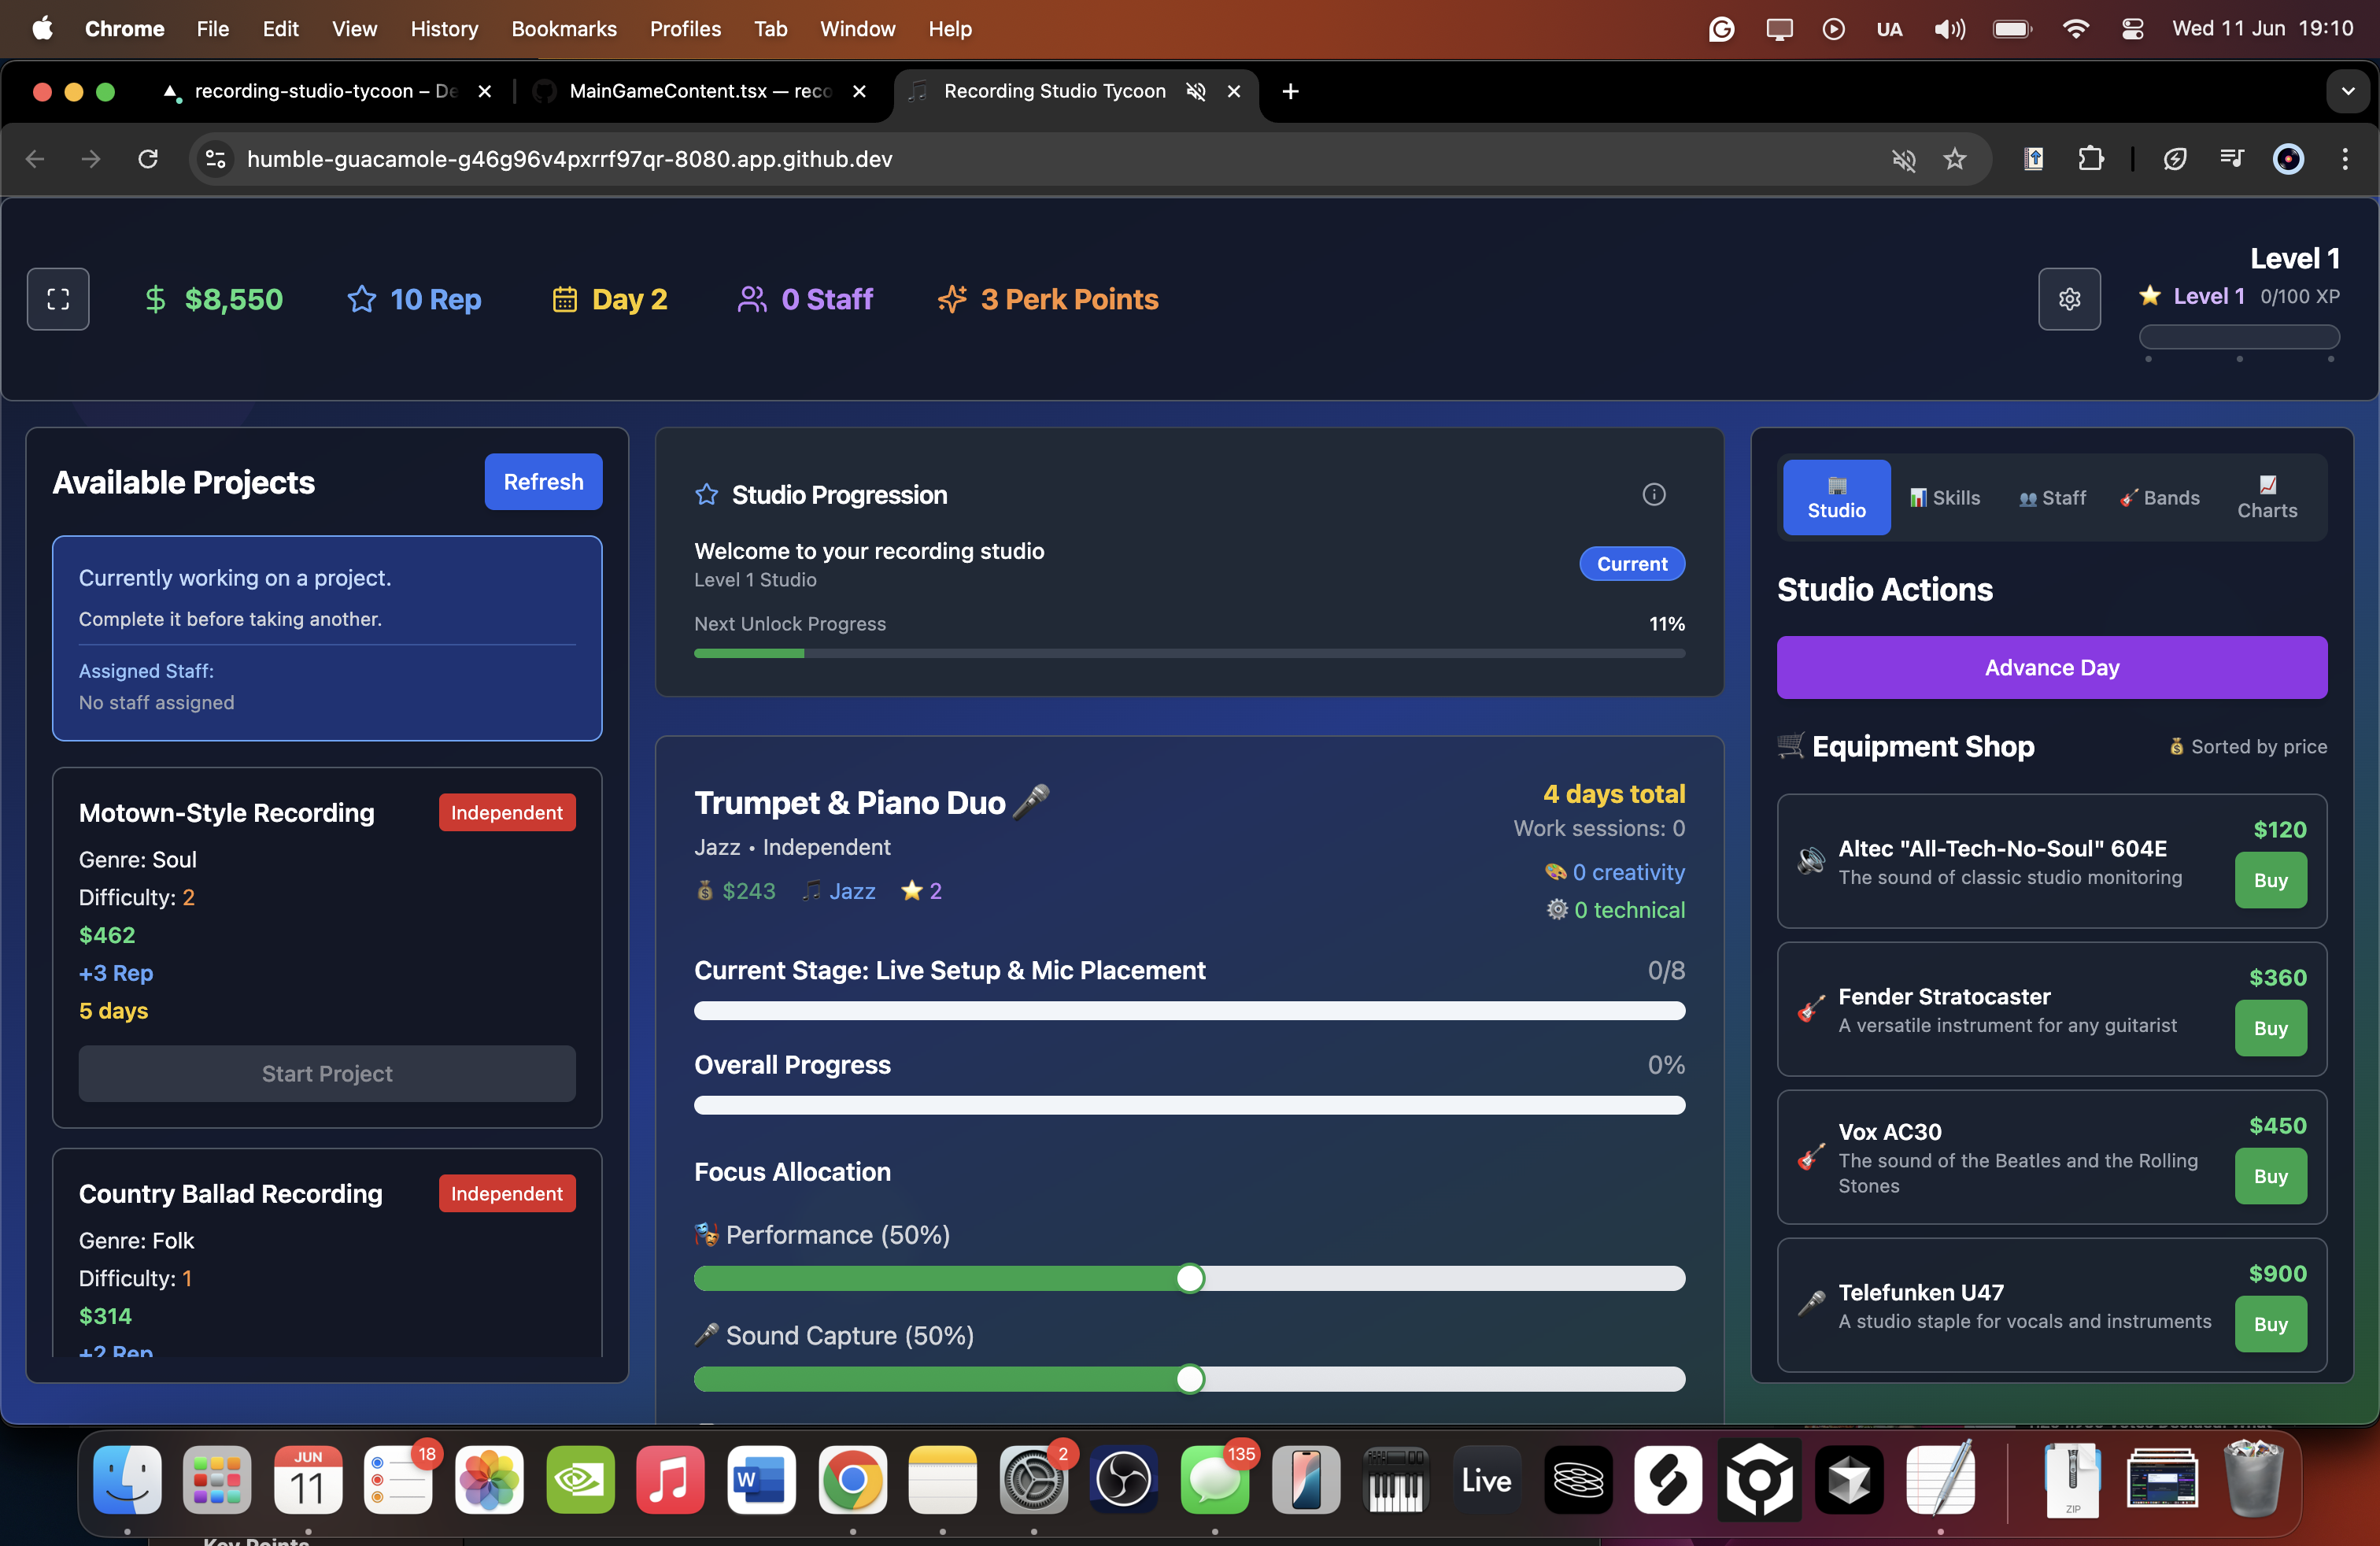 Chrome File Edit View History Bookmarks Profiles Tab Window Help
UA Wed 11 Jun 19:10
recording-studio-tycoon – De
MainGameContent.tsx — reco
Recording Studio Tycoon
humble-guacamole-g46g96v4pxrrf97qr-8080.app.github.dev
$8,550
10 Rep
Day 2
0 Staff
3 Perk Points
Level 1
Level 1 0/100 XP
Available Projects
Refresh
Currently working on a project.
Complete it before taking another.
Assigned Staff:
No staff assigned
Motown-Style Recording
Independent
Genre: Soul
Difficulty: 2
$462
+3 Rep
5 days
Start Project
Country Ballad Recording
Independent
Genre: Folk
Difficulty: 1
$314
+2 Rep
Studio Progression
Welcome to your recording studio
Level 1 Studio
Current
Next Unlock Progress
11%
Trumpet & Piano Duo
4 days total
Jazz • Independent
Work sessions: 0
$243 Jazz 2
0 creativity
0 technical
Current Stage: Live Setup & Mic Placement
0/8
Overall Progress
0%
Focus Allocation
Performance (50%)
Sound Capture (50%)
Studio
Skills
Staff
Bands
Charts
Studio Actions
Advance Day
Equipment Shop
Sorted by price
Altec "All-Tech-No-Soul" 604E
The sound of classic studio monitoring
$120
Buy
Fender Stratocaster
A versatile instrument for any guitarist
$360
Buy
Vox AC30
The sound of the Beatles and the Rolling
Stones
$450
Buy
Telefunken U47
A studio staple for vocals and instruments
$900
Buy
JUN
11
18
W
2
135
Live
ZIP
Key Points